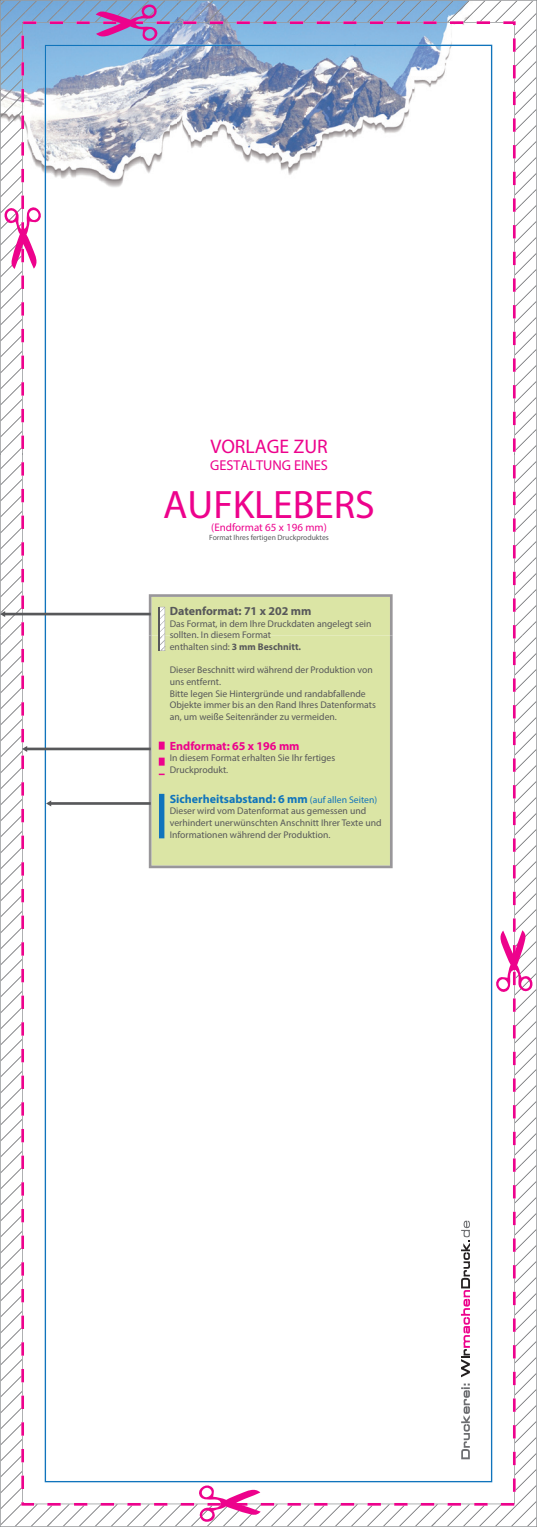 VORLAGE ZUR
GESTALTUNG EINES
AUFKLEBERS
(Endformat 65 x 196 mm)
Format Ihres fertigen Druckproduktes
Datenformat: 71 x 202 mm
Das Format, in dem Ihre Druckdaten angelegt sein
sollten. In diesem Format
enthalten sind: 3 mm Beschnitt.
Dieser Beschnitt wird während der Produktion von
uns entfernt.
Bitte legen Sie Hintergründe und randabfallende
Objekte immer bis an den Rand Ihres Datenformats
an, um weiße Seitenränder zu vermeiden.
Endformat: 65 x 196 mm
In diesem Format erhalten Sie Ihr fertiges
Druckprodukt.
Sicherheitsabstand: 6 mm (auf allen Seiten)
Dieser wird vom Datenformat aus gemessen und
verhindert unerwünschten Anschnitt Ihrer Texte und
Informationen während der Produktion.
Druckerei: WIrmachenDruck.de